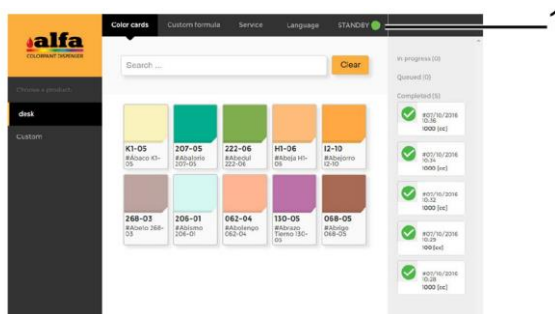 alfa
COLORANT DISPENSER
Choose a product.
desk
Custom
Color cards Custom formula Service Language STANDBY
1
Search ...
Clear
K1-05
#Abaco K1-
05
207-05
#Abalorio
207-05
222-06
#Abedul
222-06
H1-06
#Abeja H1-
06
I2-10
#Abejorro
I2-10
268-03
#Abelo 268-
03
206-01
#Abismo
206-01
062-04
#Abolengo
062-04
130-05
#Abrazo
Tierno 130-
05
068-05
#Abrigo
068-05
In progress (0)
Queued (0)
Completed (5)
#07/10/2016
10:36
1000 [cc]
#07/10/2016
10:34
1000 [cc]
#07/10/2016
10:32
1000 [cc]
#07/10/2016
10:29
100 [cc]
#07/10/2016
10:28
1000 [cc]